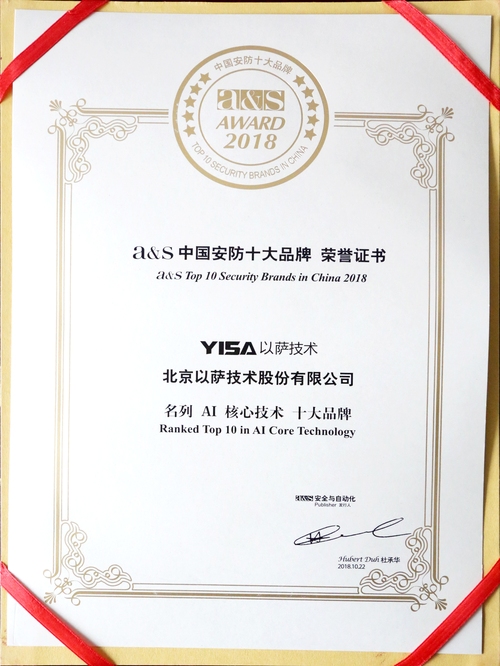 中国安防十大品牌
a&s
AWARD
2018
TOP 10 SECURITY BRANDS IN CHINA
a&s 中国安防十大品牌 荣誉证书
a&s Top 10 Security Brands in China 2018
YISA 以萨技术
北京以萨技术股份有限公司
名列 AI 核心技术 十大品牌
Ranked Top 10 in AI Core Technology
a&s 安全与自动化
Publisher 发行人
Hubert Duh 杜承华
2018.10.22